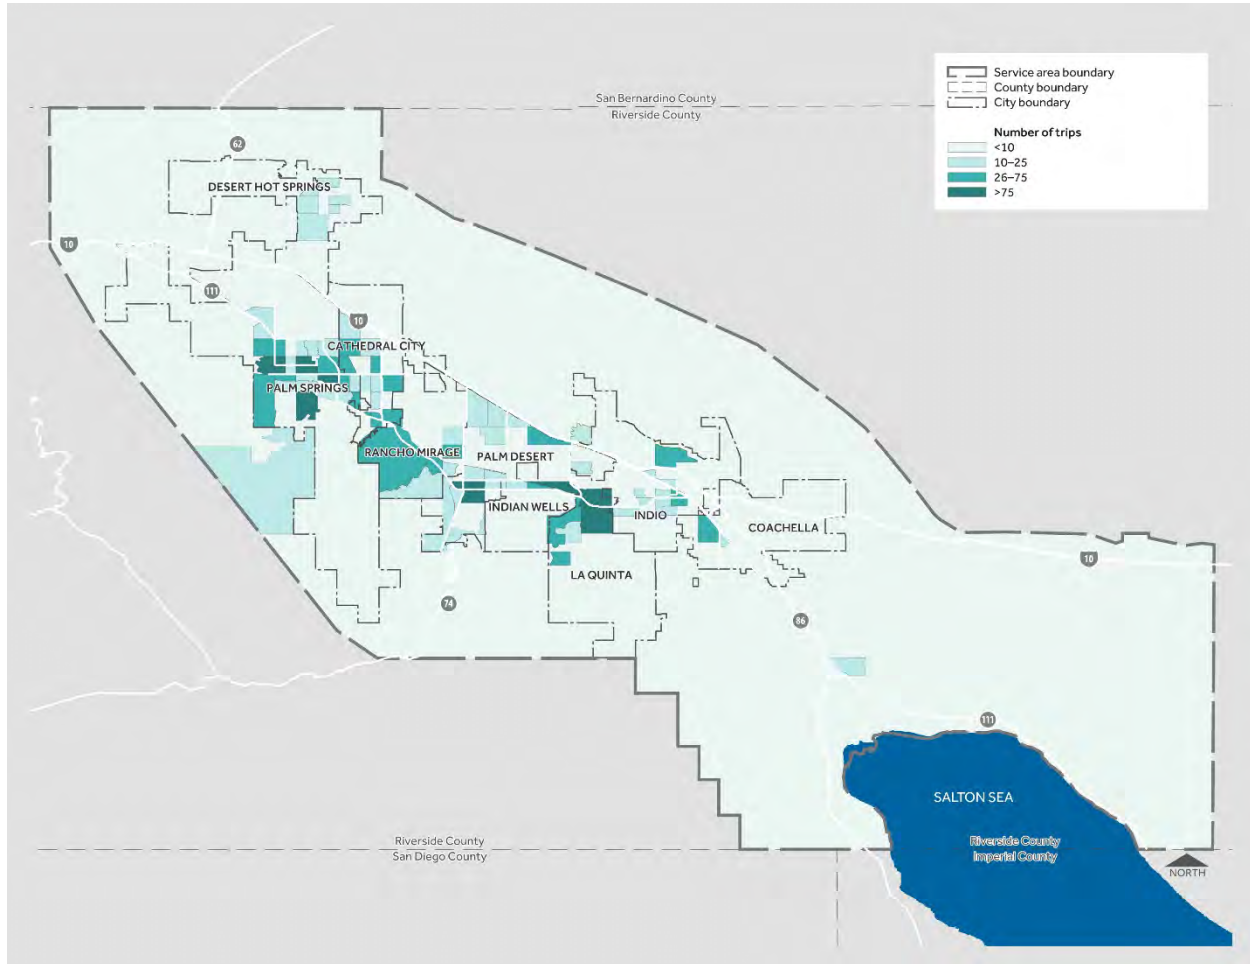 Service area boundary
County boundary
City boundary
Number of trips
<10
10–25
26–75
>75
San Bernardino County
Riverside County
62
DESERT HOT SPRINGS
10
111
10
CATHEDRAL CITY
PALM SPRINGS
RANCHO MIRAGE
PALM DESERT
INDIAN WELLS
INDIO
COACHELLA
10
LA QUINTA
74
86
111
SALTON SEA
Riverside County
San Diego County
Riverside County
Imperial County
NORTH